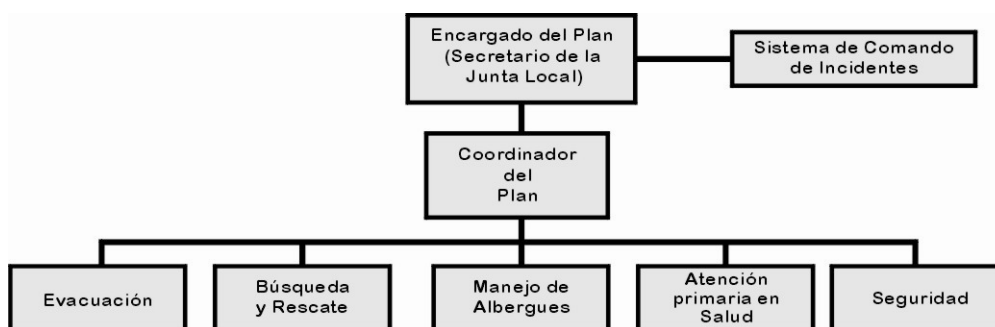 Encargado del Plan
(Secretario de la
Junta Local)
Sistema de Comando
de Incidentes
Coordinador
del
Plan
Evacuación
Búsqueda
y Rescate
Manejo de
Albergues
Atención
primaria en
Salud
Seguridad